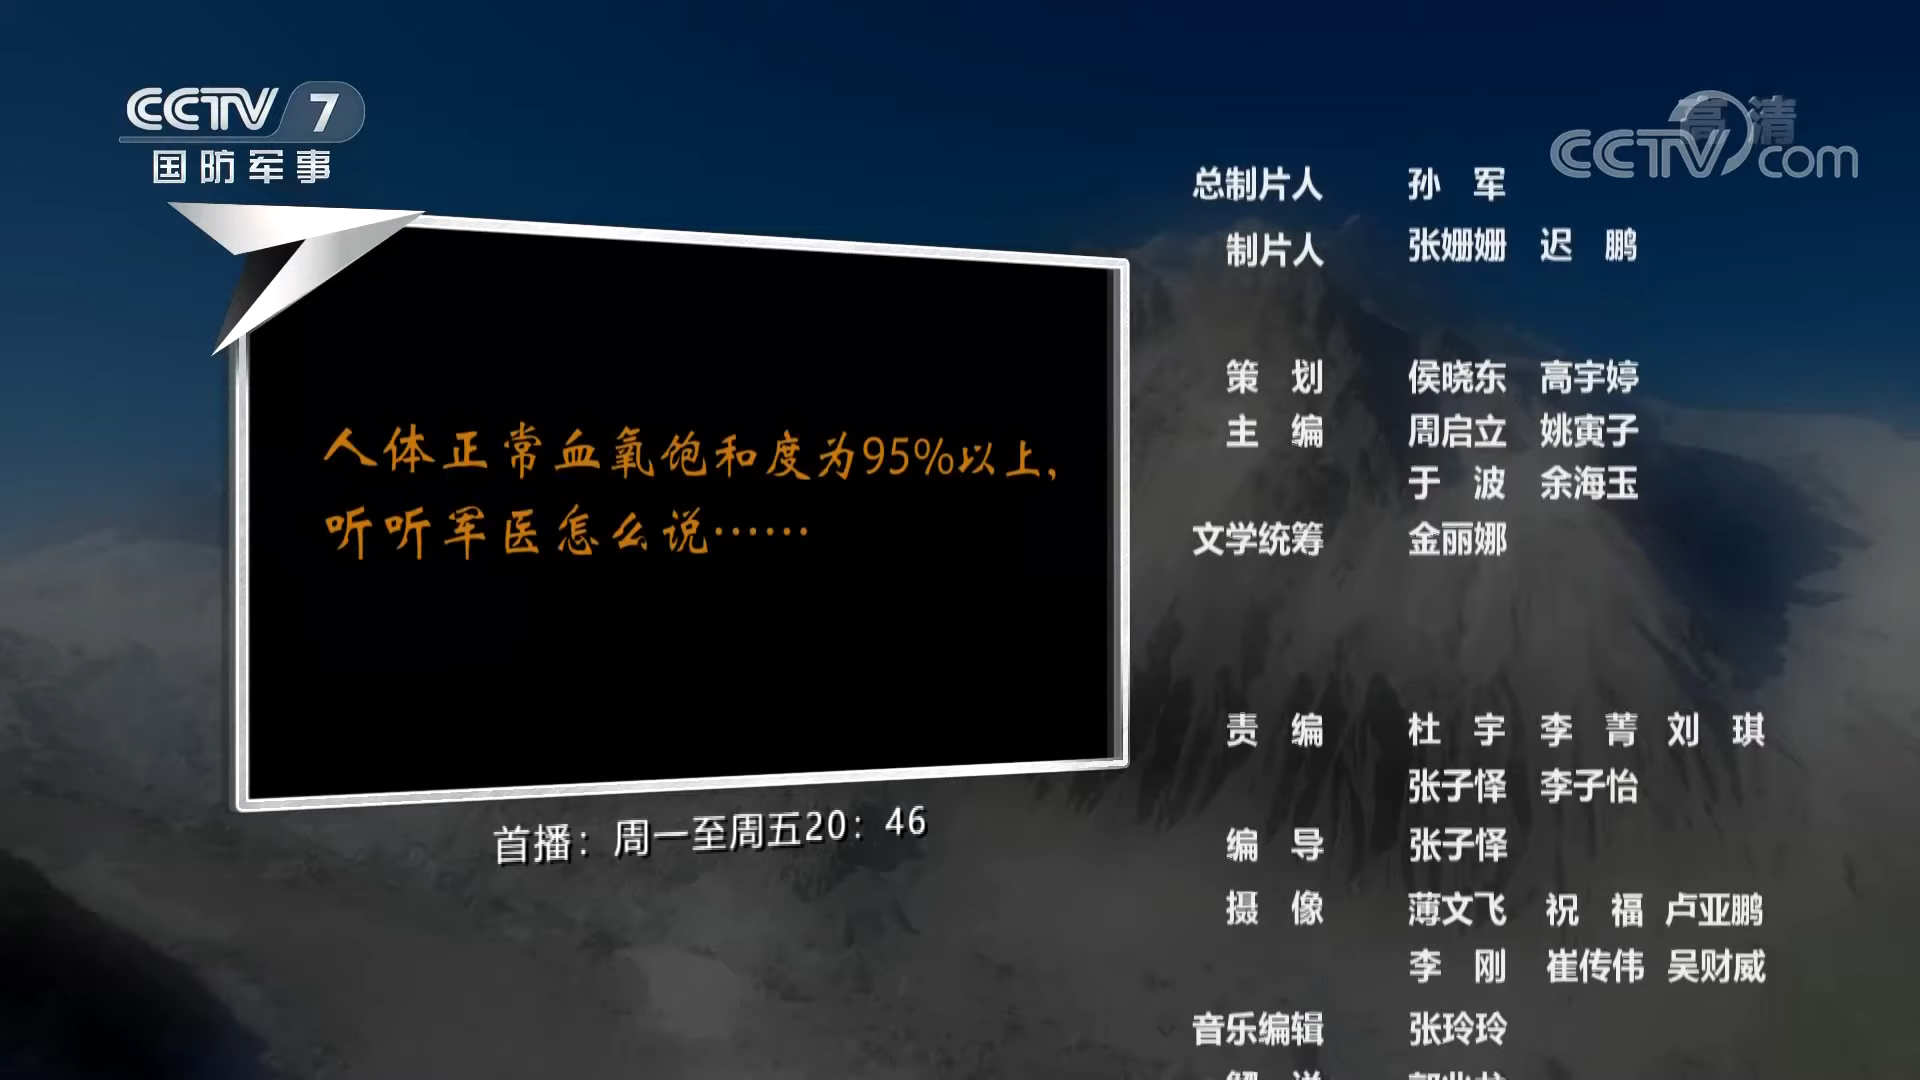 CCTV 7
国防军事
高清
CCTV.com
人体正常血氧饱和度为95%以上,
听听军医怎么说……
首播：周一至周五20：46
总制片人 孙 军
制片人 张姗姗 迟 鹏
策 划 侯晓东 高宇婷
主 编 周启立 姚寅子
于 波 余海玉
文学统筹 金丽娜
责 编 杜 宇 李 菁 刘 琪
张子怿 李子怡
编 导 张子怿
摄 像 薄文飞 祝 福 卢亚鹏
李 刚 崔传伟 吴财威
音乐编辑 张玲玲